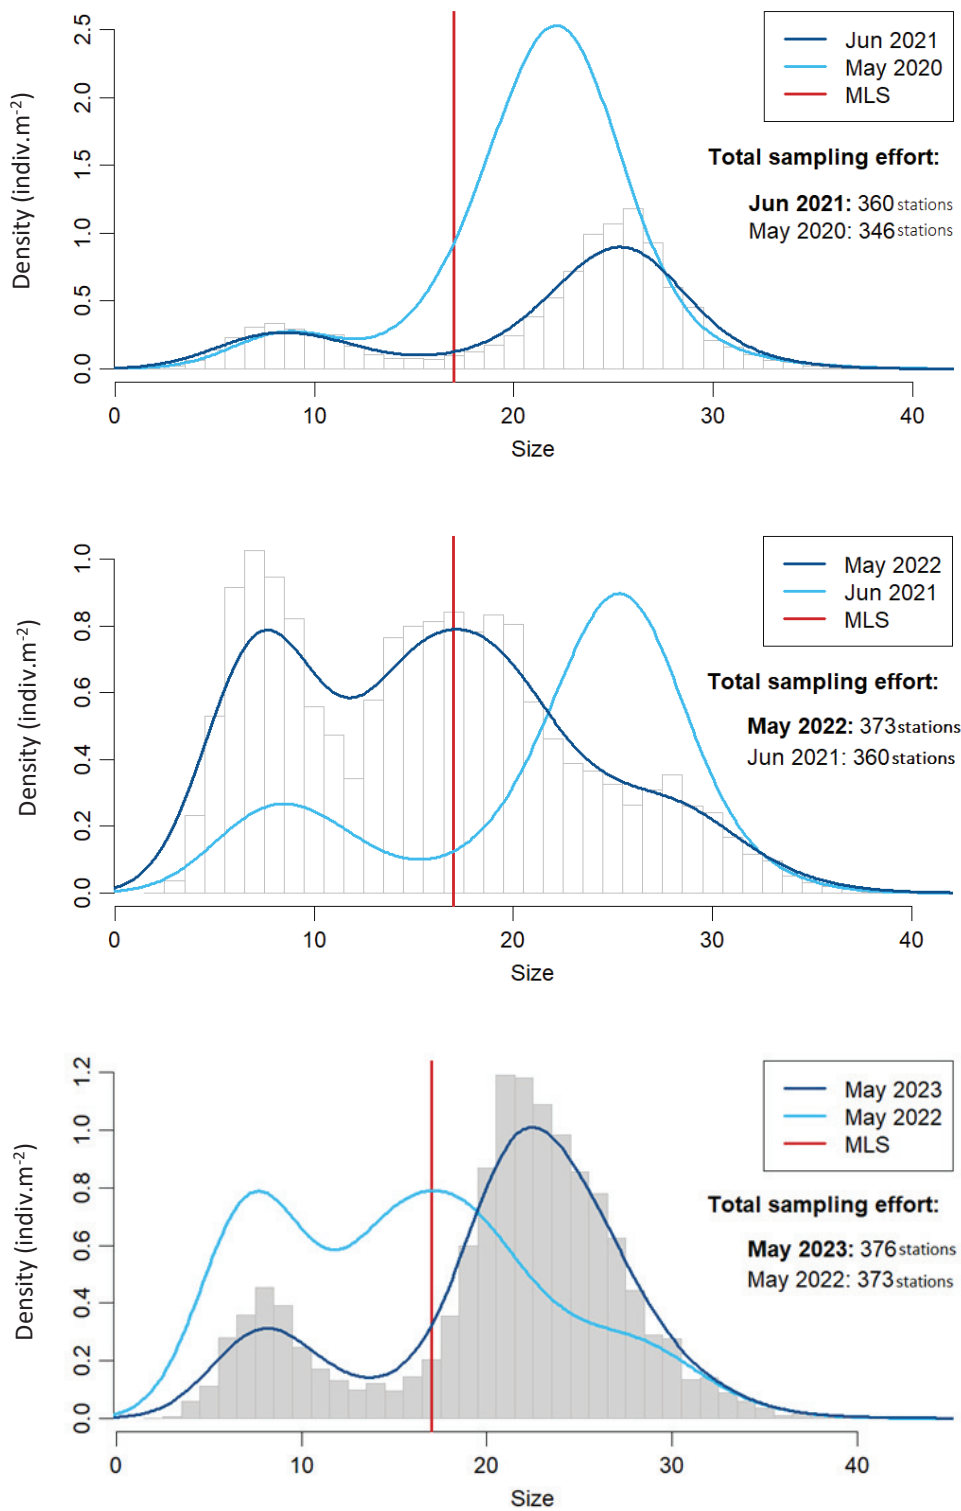 Density (indiv.m-2)
0.0 0.5 1.0 1.5 2.0 2.5
Jun 2021
May 2020
MLS
Total sampling effort:
Jun 2021: 360 stations
May 2020: 346 stations
0 10 20 30 40
Size
Density (indiv.m-2)
0.0 0.2 0.4 0.6 0.8 1.0
May 2022
Jun 2021
MLS
Total sampling effort:
May 2022: 373 stations
Jun 2021: 360 stations
0 10 20 30 40
Size
Density (indiv.m-2)
0.0 0.2 0.4 0.6 0.8 1.0 1.2
May 2023
May 2022
MLS
Total sampling effort:
May 2023: 376 stations
May 2022: 373 stations
0 10 20 30 40
Size